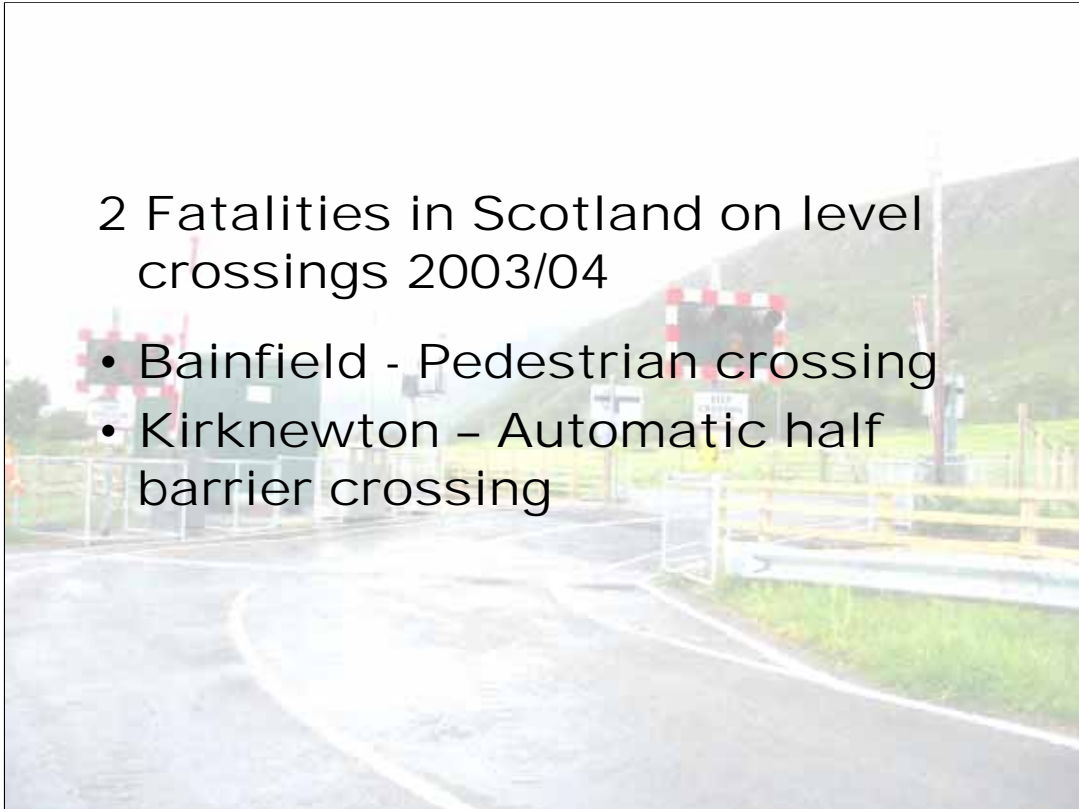 2 Fatalities in Scotland on level
crossings 2003/04
• Bainfield - Pedestrian crossing
• Kirknewton – Automatic half
barrier crossing